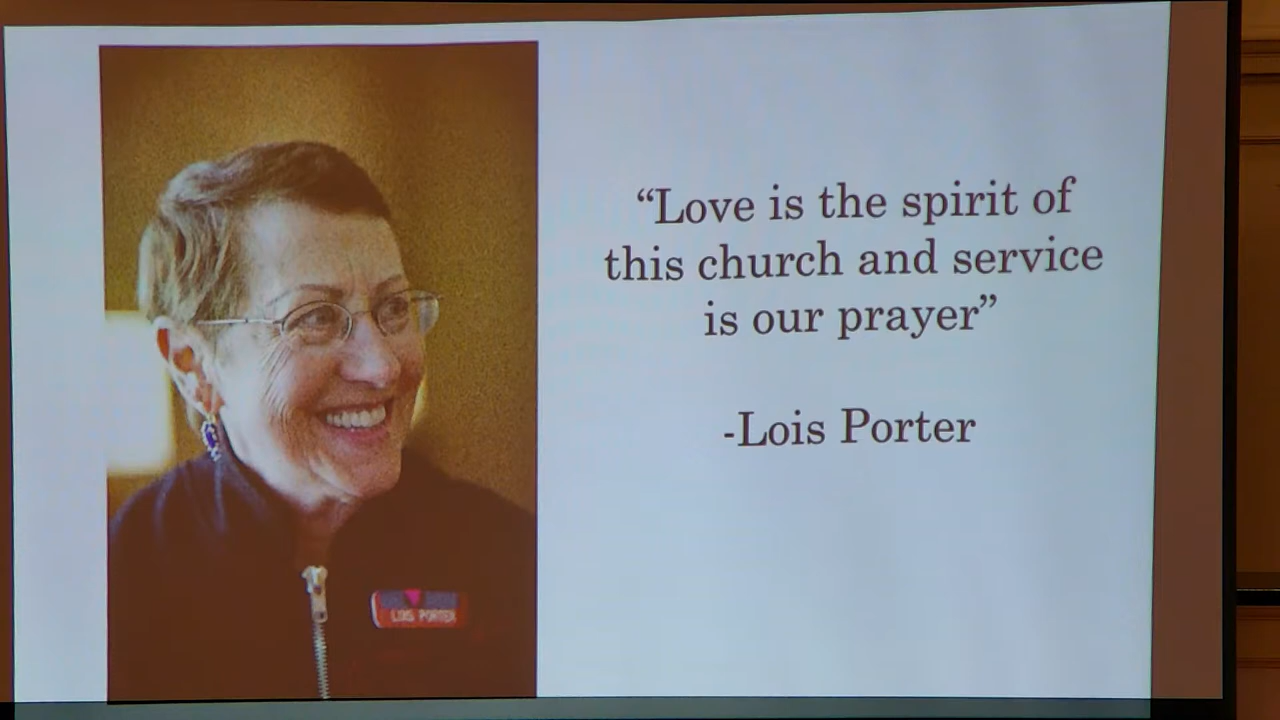 “Love is the spirit of
this church and service
is our prayer”
-Lois Porter
LOIS PORTER